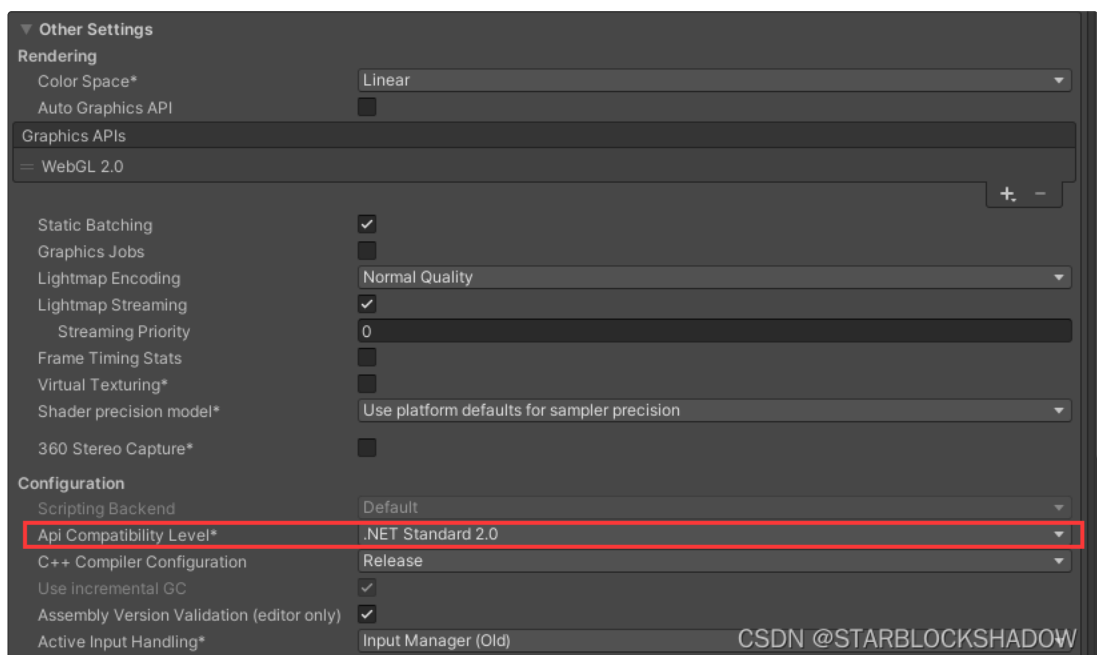 Other Settings
Rendering
Color Space* Linear
Auto Graphics API
Graphics APIs
WebGL 2.0
Static Batching
Graphics Jobs
Lightmap Encoding Normal Quality
Lightmap Streaming
Streaming Priority 0
Frame Timing Stats
Virtual Texturing*
Shader precision model* Use platform defaults for sampler precision
360 Stereo Capture*
Configuration
Scripting Backend Default
Api Compatibility Level* .NET Standard 2.0
C++ Compiler Configuration Release
Use incremental GC
Assembly Version Validation (editor only)
Active Input Handling* Input Manager (Old)
CSDN @STARBLOCKSHADOW